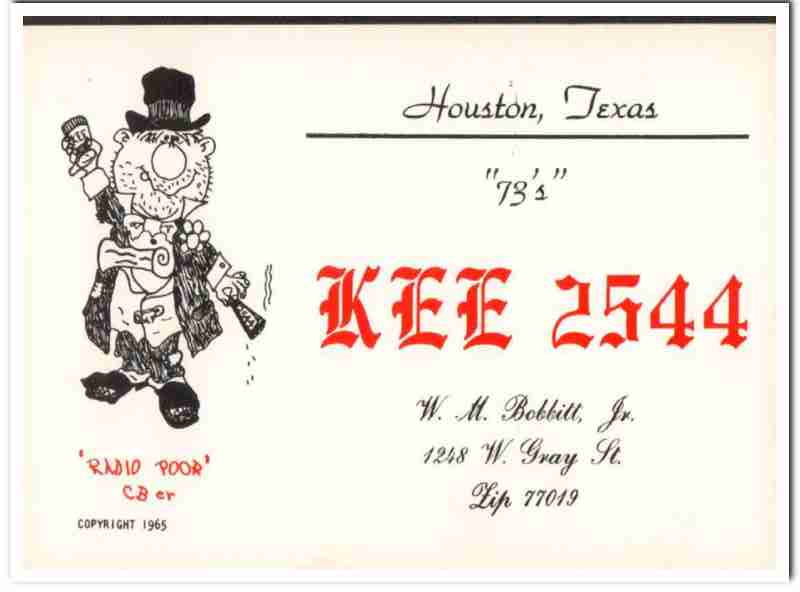 Houston, Texas
"73's"
KEE 2544
W. M. Bobbitt, Jr.
1248 W. Gray St.
Zip 77019
"RADIO POOR"
CB er
COPYRIGHT 1965